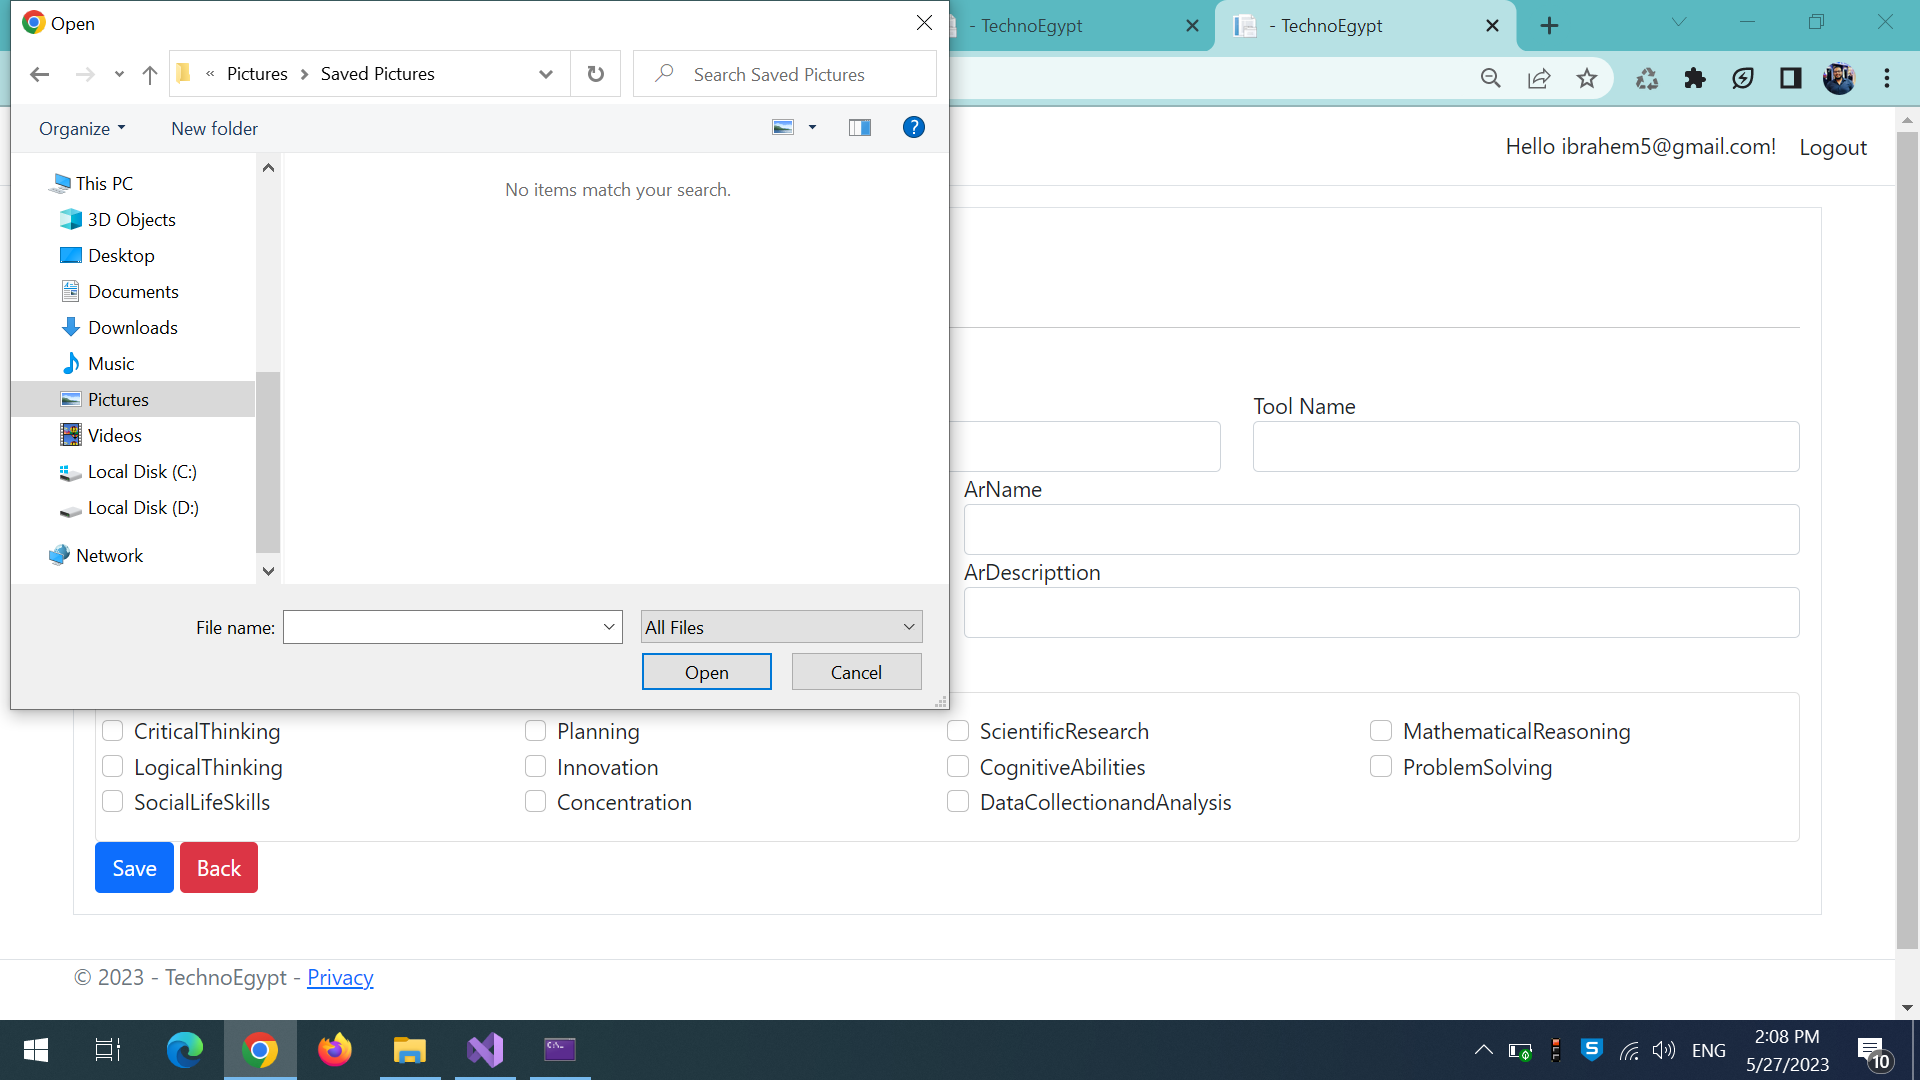 Open
- TechnoEgypt
- TechnoEgypt
« Pictures > Saved Pictures
Search Saved Pictures
Organize
New folder
?
Hello ibrahem5@gmail.com!
Logout
This PC
3D Objects
Desktop
Documents
Downloads
Music
Pictures
Videos
Local Disk (C:)
Local Disk (D:)
Network
No items match your search.
File name:
All Files
Open
Cancel
Tool Name
ArName
ArDescripttion
CriticalThinking
Planning
ScientificResearch
MathematicalReasoning
LogicalThinking
Innovation
CognitiveAbilities
ProblemSolving
SocialLifeSkills
Concentration
DataCollectionandAnalysis
Save
Back
© 2023 - TechnoEgypt - Privacy
ENG
2:08 PM
5/27/2023
10